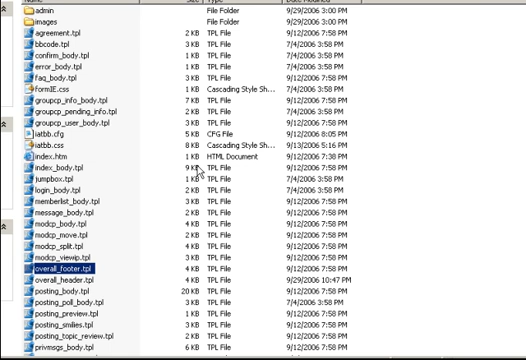 admin File Folder 9/29/2006 3:00 PM
images File Folder 9/29/2006 3:00 PM
agreement.tpl 2 KB TPL File 9/12/2006 7:58 PM
bbcode.tpl 2 KB TPL File 7/4/2006 3:58 PM
confirm_body.tpl 1 KB TPL File 7/4/2006 3:58 PM
error_body.tpl 1 KB TPL File 7/4/2006 3:58 PM
faq_body.tpl 3 KB TPL File 9/12/2006 7:58 PM
formIE.css 1 KB Cascading Style Sh... 7/4/2006 3:58 PM
groupcp_info_body.tpl 7 KB TPL File 9/12/2006 7:58 PM
groupcp_pending_info.tpl 2 KB TPL File 7/4/2006 3:58 PM
groupcp_user_body.tpl 3 KB TPL File 9/12/2006 7:58 PM
iatbb.cfg 5 KB CFG File 9/12/2006 8:05 PM
iatbb.css 8 KB Cascading Style Sh... 9/13/2006 5:16 PM
index.htm 1 KB HTML Document 9/12/2006 7:38 PM
index_body.tpl 9 KB TPL File 9/12/2006 7:58 PM
jumpbox.tpl 1 KB TPL File 7/4/2006 3:58 PM
login_body.tpl 3 KB TPL File 7/4/2006 3:58 PM
memberlist_body.tpl 3 KB TPL File 9/12/2006 7:58 PM
message_body.tpl 2 KB TPL File 9/12/2006 7:58 PM
modcp_body.tpl 4 KB TPL File 9/12/2006 7:58 PM
modcp_move.tpl 2 KB TPL File 9/12/2006 7:58 PM
modcp_split.tpl 4 KB TPL File 9/12/2006 7:58 PM
modcp_viewip.tpl 2 KB TPL File 9/12/2006 7:58 PM
overall_footer.tpl 4 KB TPL File 9/12/2006 7:58 PM
overall_header.tpl 4 KB TPL File 9/29/2006 10:47 PM
posting_body.tpl 20 KB TPL File 9/12/2006 7:58 PM
posting_poll_body.tpl 3 KB TPL File 7/4/2006 3:58 PM
posting_preview.tpl 1 KB TPL File 9/12/2006 7:58 PM
posting_smilies.tpl 3 KB TPL File 9/12/2006 7:58 PM
posting_topic_review.tpl 2 KB TPL File 9/12/2006 7:58 PM
privmsgs_body.tpl 6 KB TPL File 9/12/2006 7:58 PM